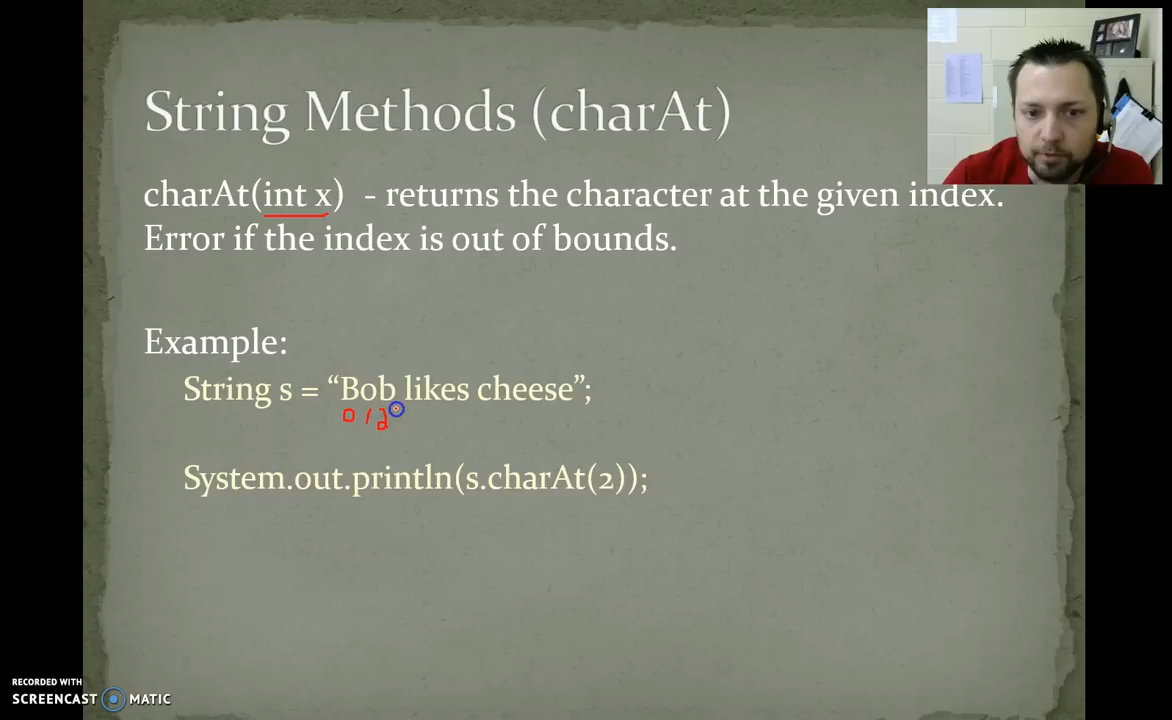 String Methods (charAt)
charAt(int x) - returns the character at the given index.
Error if the index is out of bounds.
Example:
String s = “Bob likes cheese”;
0 1 2
System.out.println(s.charAt(2));
RECORDED WITH
SCREENCAST MATIC